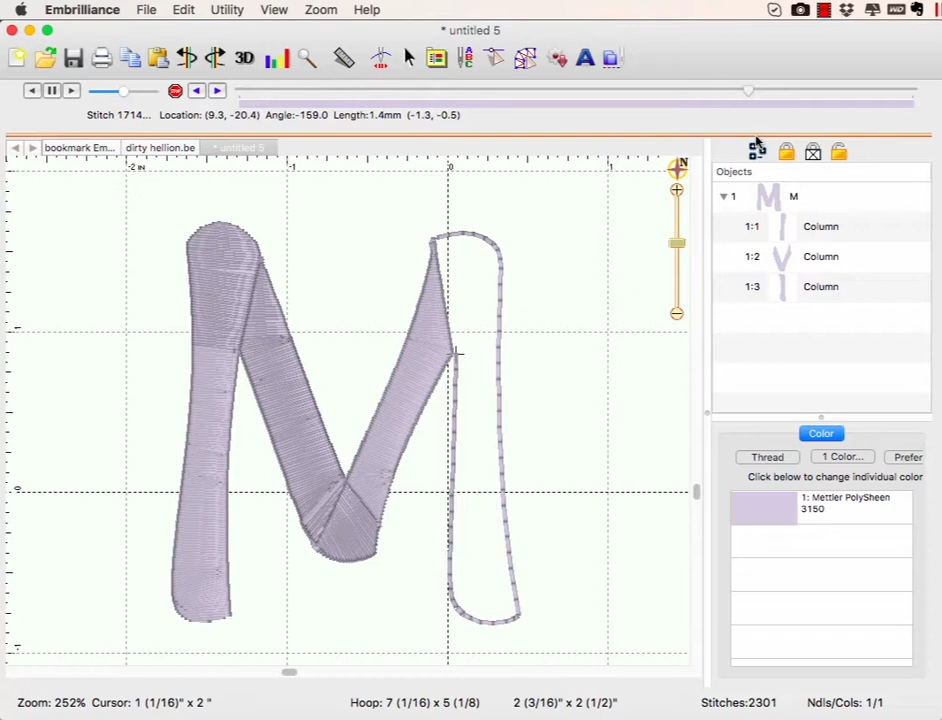 Embrilliance File Edit Utility View Zoom Help
* untitled 5
3D
STOP
Stitch 1714... Location: (9.3, -20.4) Angle:-159.0 Length:1.4mm (-1.3, -0.5)
bookmark Em... dirty hellion.be * untitled 5
-2 IN 0 1
N
Objects
1 M
1:1 Column
1:2 Column
1:3 Column
1
0
-1
Color
Thread 1 Color... Prefer
Click below to change individual color
1: Mettler PolySheen
3150
Zoom: 252% Cursor: 1 (1/16)" x 2 " Hoop: 7 (1/16) x 5 (1/8) 2 (3/16)" x 2 (1/2)" Stitches:2301 Ndls/Cols: 1/1